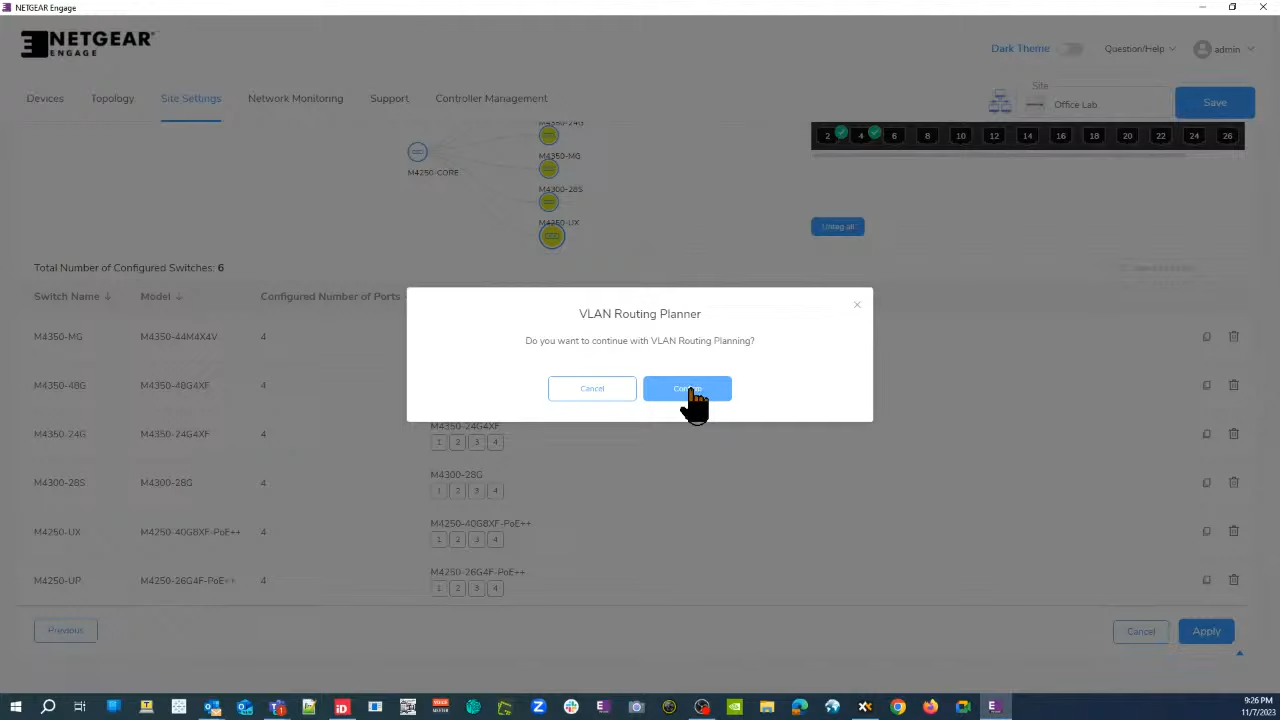 NETGEAR Engage
NETGEAR
ENGAGE
Dark Theme
Question/Help
admin
Devices
Topology
Site Settings
Network Monitoring
Support
Controller Management
Site
Office Lab
Save
M4350-24G
M4350-MG
M4300-28S
M4250-UX
M4250-CORE
2 4 6 8 10 12 14 16 18 20 22 24 26
Untag all
Total Number of Configured Switches: 6
Switch Name Model Configured Number of Ports
M4350-MG M4350-44M4X4V 4
M4350-48G M4350-48G4XF 4
M4350-24G M4350-24G4XF 4
M4350-24G4XF
1 2 3 4
M4300-28S M4300-28G 4
M4300-28G
1 2 3 4
M4250-UX M4250-40G8XF-PoE++ 4
M4250-40G8XF-PoE++
1 2 3 4
M4250-UP M4250-26G4F-PoE++ 4
M4250-26G4F-PoE++
1 2 3 4
VLAN Routing Planner
Do you want to continue with VLAN Routing Planning?
Cancel
Previous
Cancel
Apply
9:26 PM
11/7/2023